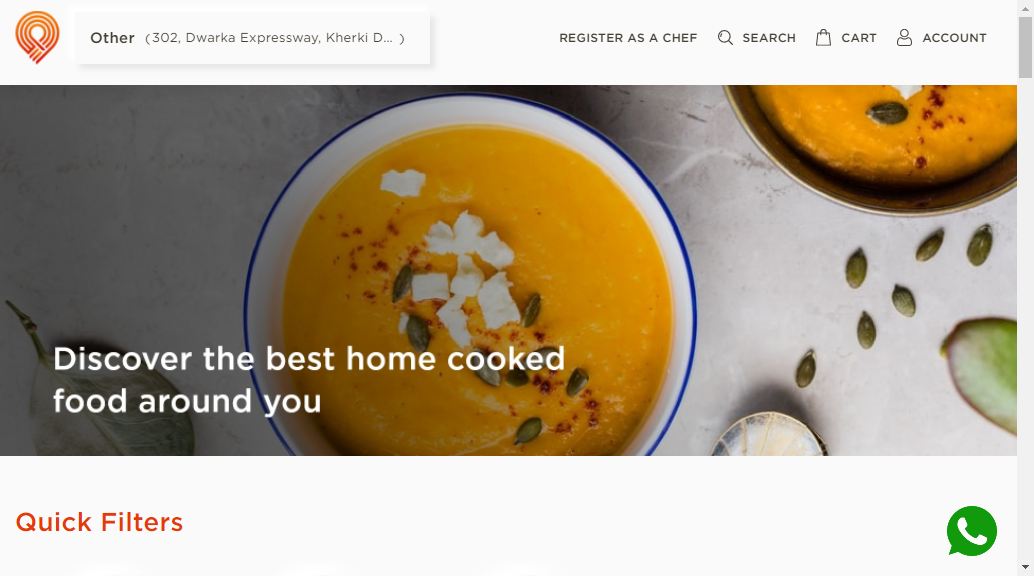 Other (302, Dwarka Expressway, Kherki D... )
REGISTER AS A CHEF
SEARCH
CART
ACCOUNT
Discover the best home cooked
food around you
Quick Filters